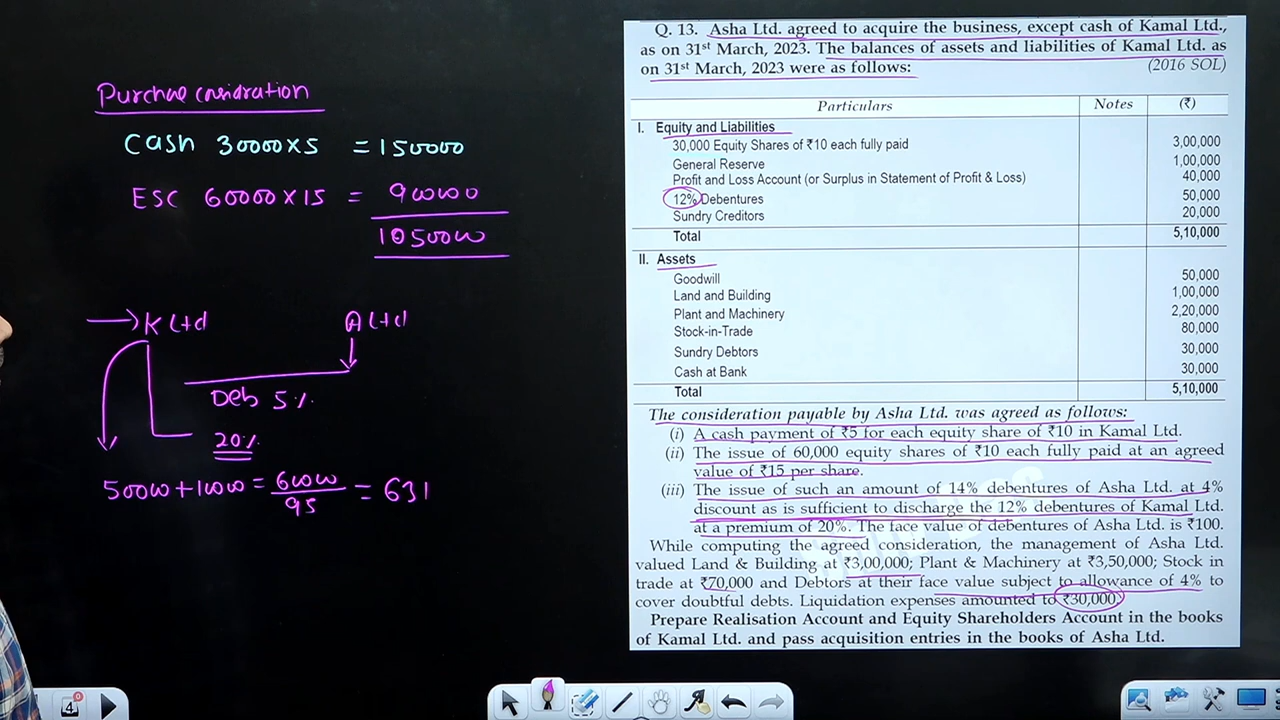 Purchase considration
Cash 30000×5 = 150000
ESC 60000×15 = 900000
1050000
K Ltd
A Ltd
Deb 5%
20%
50000+10000 = 60000/95 = 631
Q. 13. Asha Ltd. agreed to acquire the business, except cash of Kamal Ltd.,
as on 31st March, 2023. The balances of assets and liabilities of Kamal Ltd. as
on 31st March, 2023 were as follows: (2016 SOL)
Particulars Notes (₹)
I. Equity and Liabilities
30,000 Equity Shares of ₹10 each fully paid 3,00,000
General Reserve 1,00,000
Profit and Loss Account (or Surplus in Statement of Profit & Loss) 40,000
12% Debentures 50,000
Sundry Creditors 20,000
Total 5,10,000
II. Assets
Goodwill 50,000
Land and Building 1,00,000
Plant and Machinery 2,20,000
Stock-in-Trade 80,000
Sundry Debtors 30,000
Cash at Bank 30,000
Total 5,10,000
The consideration payable by Asha Ltd. was agreed as follows:
(i) A cash payment of ₹5 for each equity share of ₹10 in Kamal Ltd.
(ii) The issue of 60,000 equity shares of ₹10 each fully paid at an agreed
value of ₹15 per share.
(iii) The issue of such an amount of 14% debentures of Asha Ltd. at 4%
discount as is sufficient to discharge the 12% debentures of Kamal Ltd.
at a premium of 20%. The face value of debentures of Asha Ltd. is ₹100.
While computing the agreed consideration, the management of Asha Ltd.
valued Land & Building at ₹3,00,000; Plant & Machinery at ₹3,50,000; Stock in
trade at ₹70,000 and Debtors at their face value subject to allowance of 4% to
cover doubtful debts. Liquidation expenses amounted to ₹30,000.
Prepare Realisation Account and Equity Shareholders Account in the books
of Kamal Ltd. and pass acquisition entries in the books of Asha Ltd.
4
0